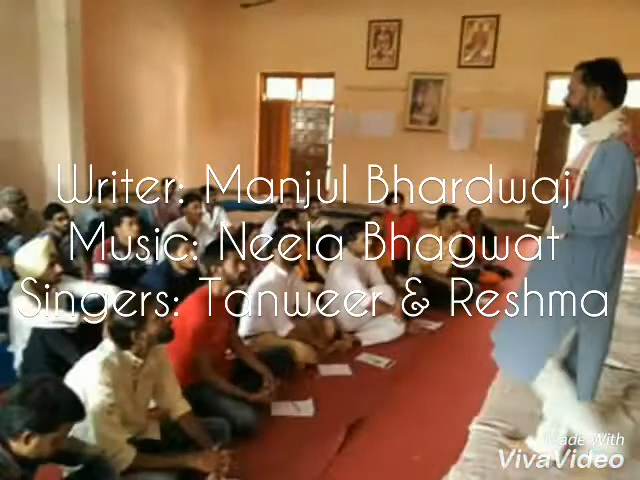 Writer: Manjul Bhardwaj
Music: Neela Bhagwat
Singers: Tanweer & Reshma
Made With
VivaVideo